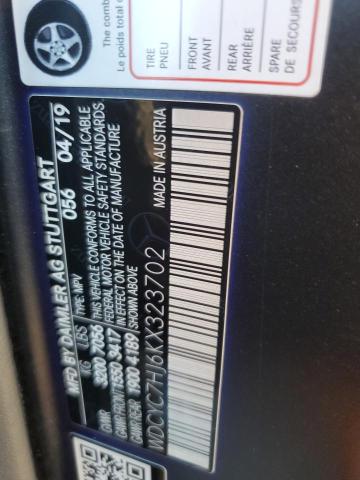 The combi
Le poids total
TIRE
PNEU
FRONT
AVANT
REAR
ARRIÈRE
SPARE
DE SECOURS
MFD BY DAIMLER AG STUTTGART
056 04/19
KG LBS TYPE: MPV
GVWR 3200 7056
GAWR FRONT 1550 3417
GAWR REAR 1900 4189
THIS VEHICLE CONFORMS TO ALL APPLICABLE
FEDERAL MOTOR VEHICLE SAFETY STANDARDS
IN EFFECT ON THE DATE OF MANUFACTURE
SHOWN ABOVE
MADE IN AUSTRIA
WDCYC7HJ6KX323702